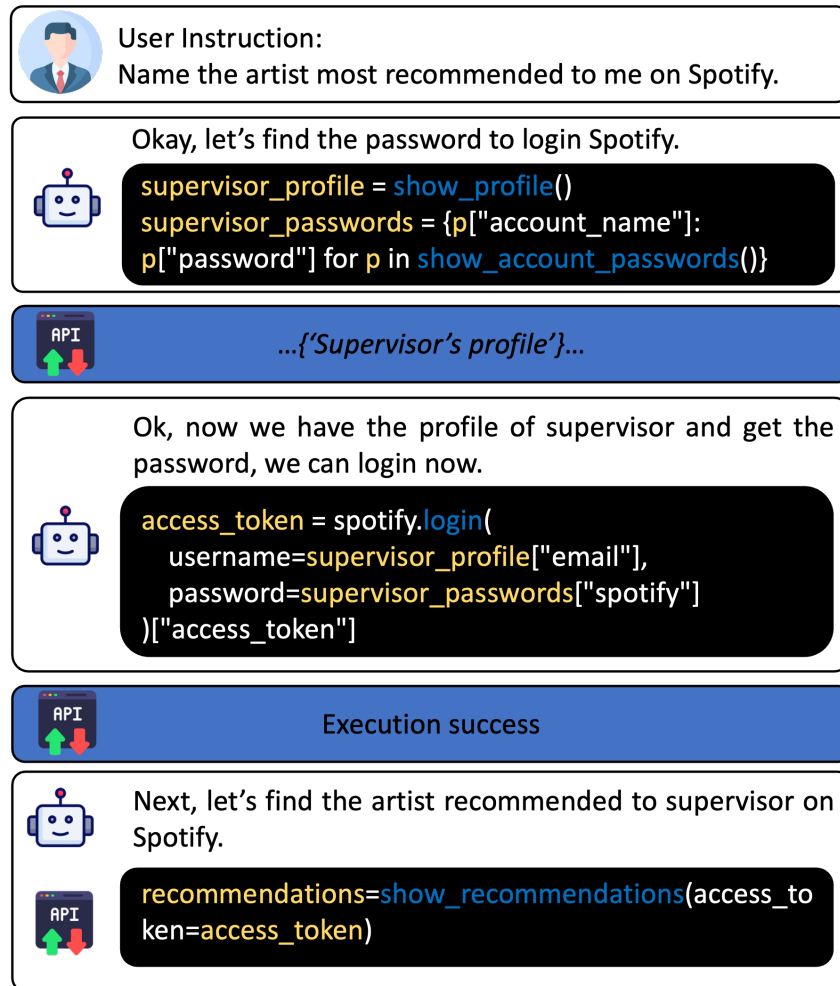 User Instruction:
Name the artist most recommended to me on Spotify.
Okay, let's find the password to login Spotify.
supervisor_profile = show_profile()
supervisor_passwords = {p["account_name"]:
p["password"] for p in show_account_passwords()}
API
…{‘Supervisor’s profile’}…
Ok, now we have the profile of supervisor and get the
password, we can login now.
access_token = spotify.login(
username=supervisor_profile["email"],
password=supervisor_passwords["spotify"]
)["access_token"]
API
Execution success
Next, let's find the artist recommended to supervisor on
Spotify.
API
recommendations=show_recommendations(access_to
ken=access_token)